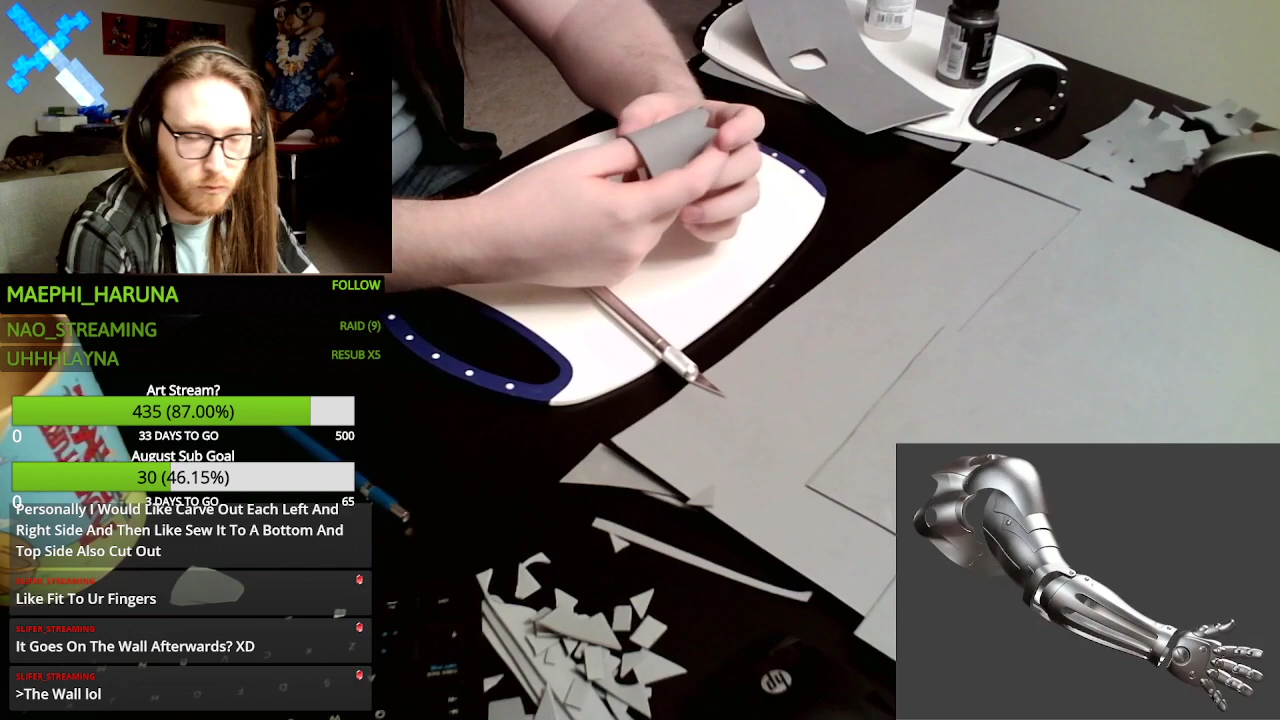 MAEPHI_HARUNA
FOLLOW
NAO_STREAMING
RAID (9)
UHHHLAYNA
RESUB X5
Art Stream?
435 (87.00%)
0
33 DAYS TO GO
500
August Sub Goal
30 (46.15%)
0
3 DAYS TO GO
65
Personally I Would Like Carve Out Each Left And
Right Side And Then Like Sew It To A Bottom And
Top Side Also Cut Out
SLIFER_STREAMING
Like Fit To Ur Fingers
SLIFER_STREAMING
It Goes On The Wall Afterwards? XD
SLIFER_STREAMING
>The Wall lol
hp